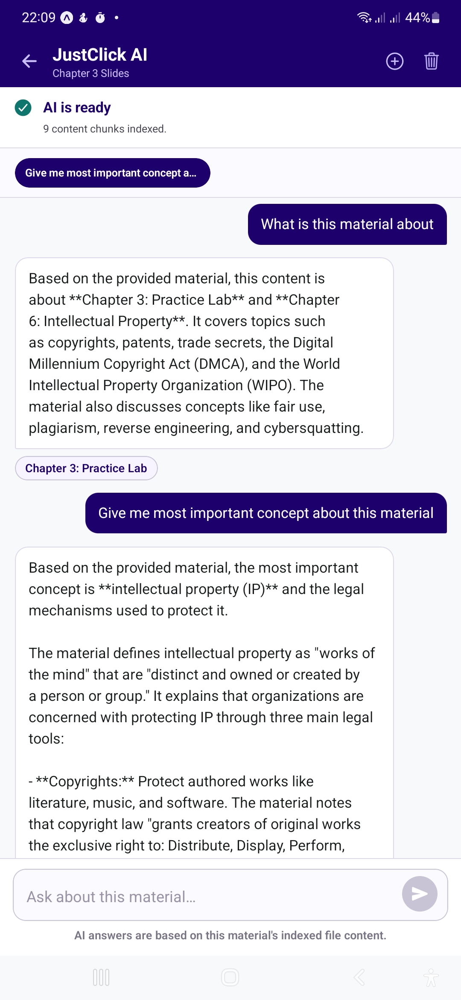 22:09
44%
JustClick AI
Chapter 3 Slides
AI is ready
9 content chunks indexed.
Give me most important concept a...
What is this material about
Based on the provided material, this content is
about **Chapter 3: Practice Lab** and **Chapter
6: Intellectual Property**. It covers topics such
as copyrights, patents, trade secrets, the Digital
Millennium Copyright Act (DMCA), and the World
Intellectual Property Organization (WIPO). The
material also discusses concepts like fair use,
plagiarism, reverse engineering, and cybersquatting.
Chapter 3: Practice Lab
Give me most important concept about this material
Based on the provided material, the most important
concept is **intellectual property (IP)** and the legal
mechanisms used to protect it.
The material defines intellectual property as "works of
the mind" that are "distinct and owned or created by
a person or group." It explains that organizations are
concerned with protecting IP through three main legal
tools:
- **Copyrights:** Protect authored works like
literature, music, and software. The material notes
that copyright law "grants creators of original works
the exclusive right to: Distribute, Display, Perform,
Ask about this material...
AI answers are based on this material's indexed file content.